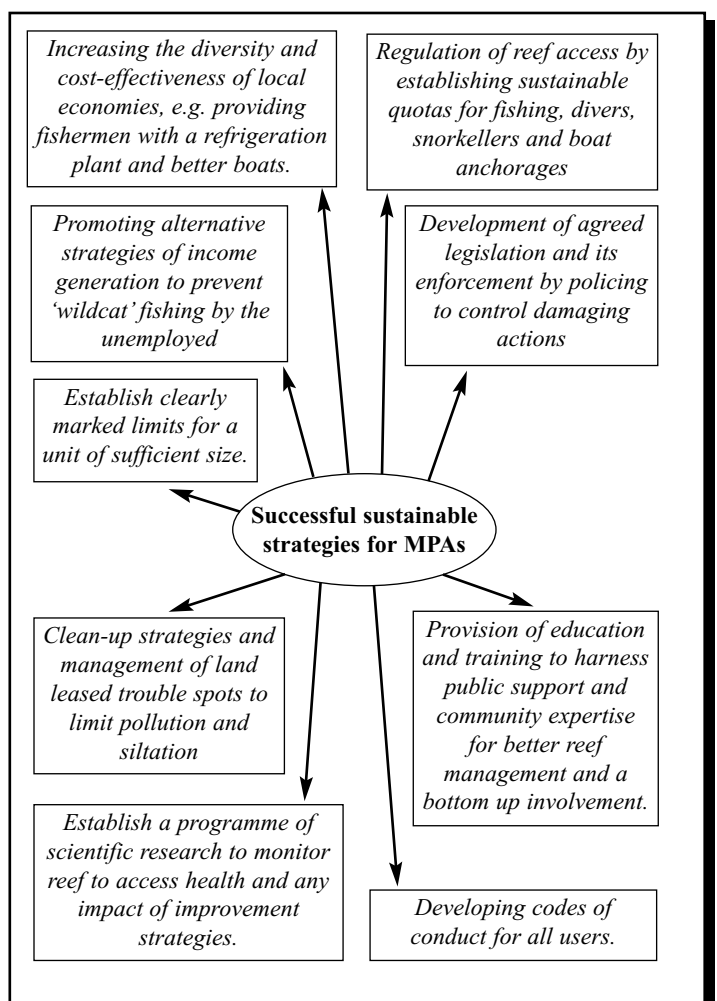 Increasing the diversity and
cost-effectiveness of local
economies, e.g. providing
fishermen with a refrigeration
plant and better boats.
Regulation of reef access by
establishing sustainable
quotas for fishing, divers,
snorkellers and boat
anchorages
Promoting alternative
strategies of income
generation to prevent
‘wildcat’ fishing by the
unemployed
Development of agreed
legislation and its
enforcement by policing
to control damaging
actions
Establish clearly
marked limits for a
unit of sufficient size.
Successful sustainable
strategies for MPAs
Clean-up strategies and
management of land
leased trouble spots to
limit pollution and
siltation
Provision of education
and training to harness
public support and
community expertise
for better reef
management and a
bottom up involvement.
Establish a programme of
scientific research to monitor
reef to access health and any
impact of improvement
strategies.
Developing codes of
conduct for all users.